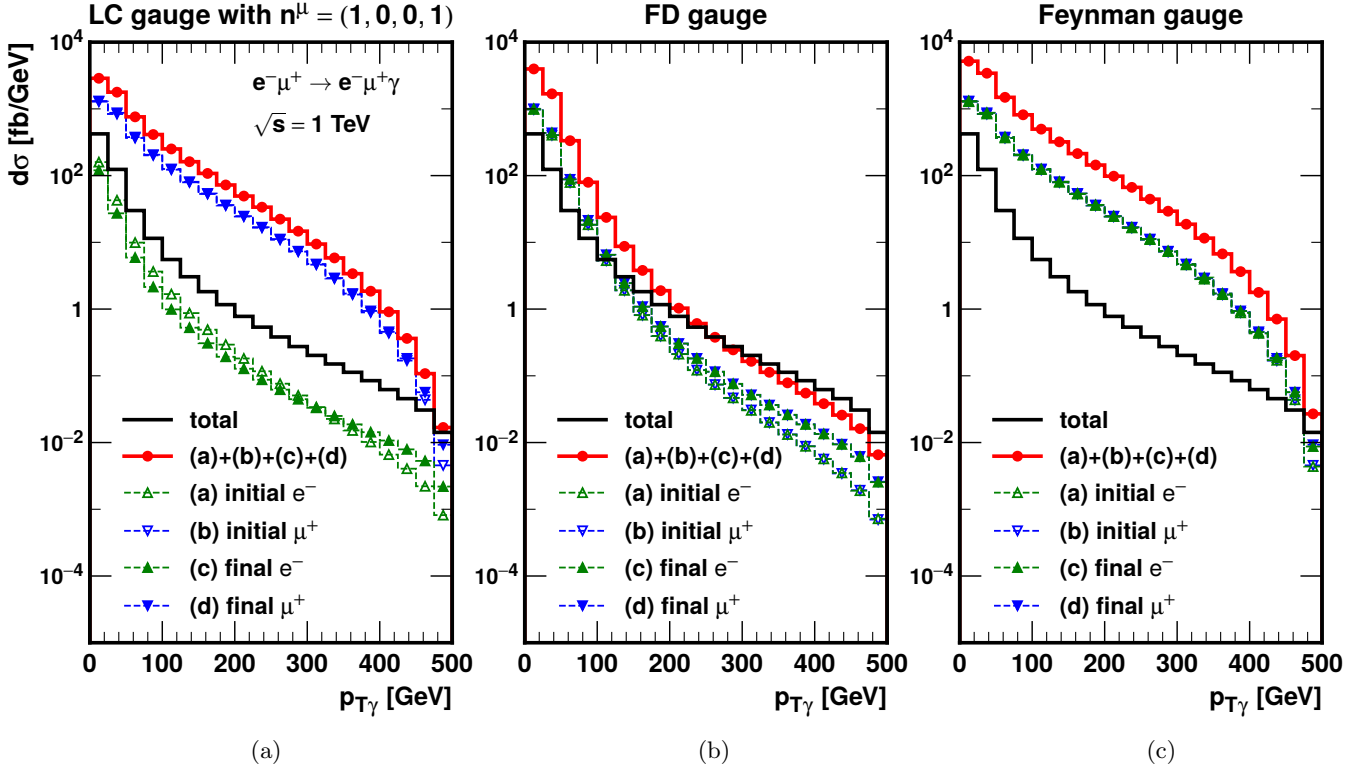 LC gauge with n^μ = (1, 0, 0, 1)
dσ [fb/GeV]
10^4
10^2
1
10^−2
10^−4
e^−μ^+ → e^−μ^+γ
√s = 1 TeV
total
(a)+(b)+(c)+(d)
(a) initial e^−
(b) initial μ^+
(c) final e^−
(d) final μ^+
0 100 200 300 400 500
p_Tγ [GeV]
(a)
FD gauge
10^4
10^2
1
10^−2
10^−4
total
(a)+(b)+(c)+(d)
(a) initial e^−
(b) initial μ^+
(c) final e^−
(d) final μ^+
0 100 200 300 400 500
p_Tγ [GeV]
(b)
Feynman gauge
10^4
10^2
1
10^−2
10^−4
total
(a)+(b)+(c)+(d)
(a) initial e^−
(b) initial μ^+
(c) final e^−
(d) final μ^+
0 100 200 300 400 500
p_Tγ [GeV]
(c)